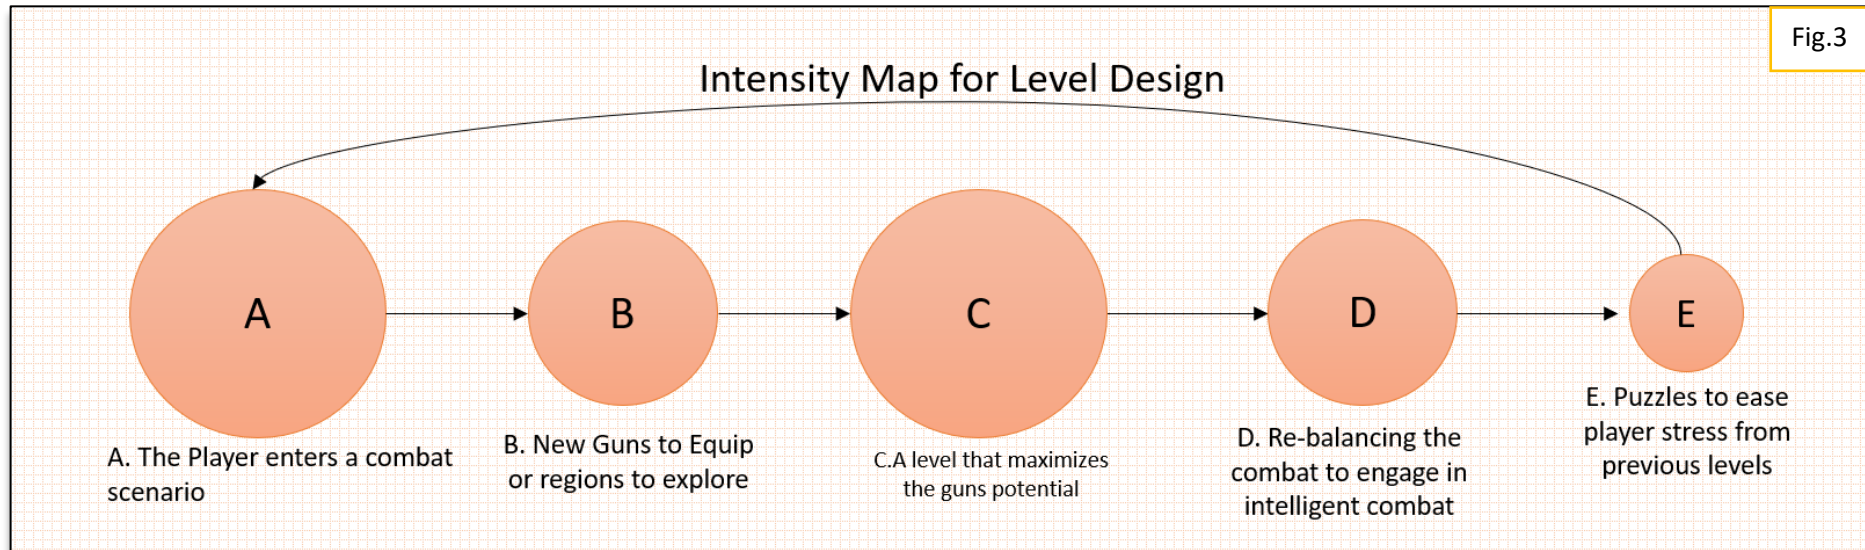 Fig.3
Intensity Map for Level Design
A
B
C
D
E
A. The Player enters a combat
scenario
B. New Guns to Equip
or regions to explore
C.A level that maximizes
the guns potential
D. Re-balancing the
combat to engage in
intelligent combat
E. Puzzles to ease
player stress from
previous levels